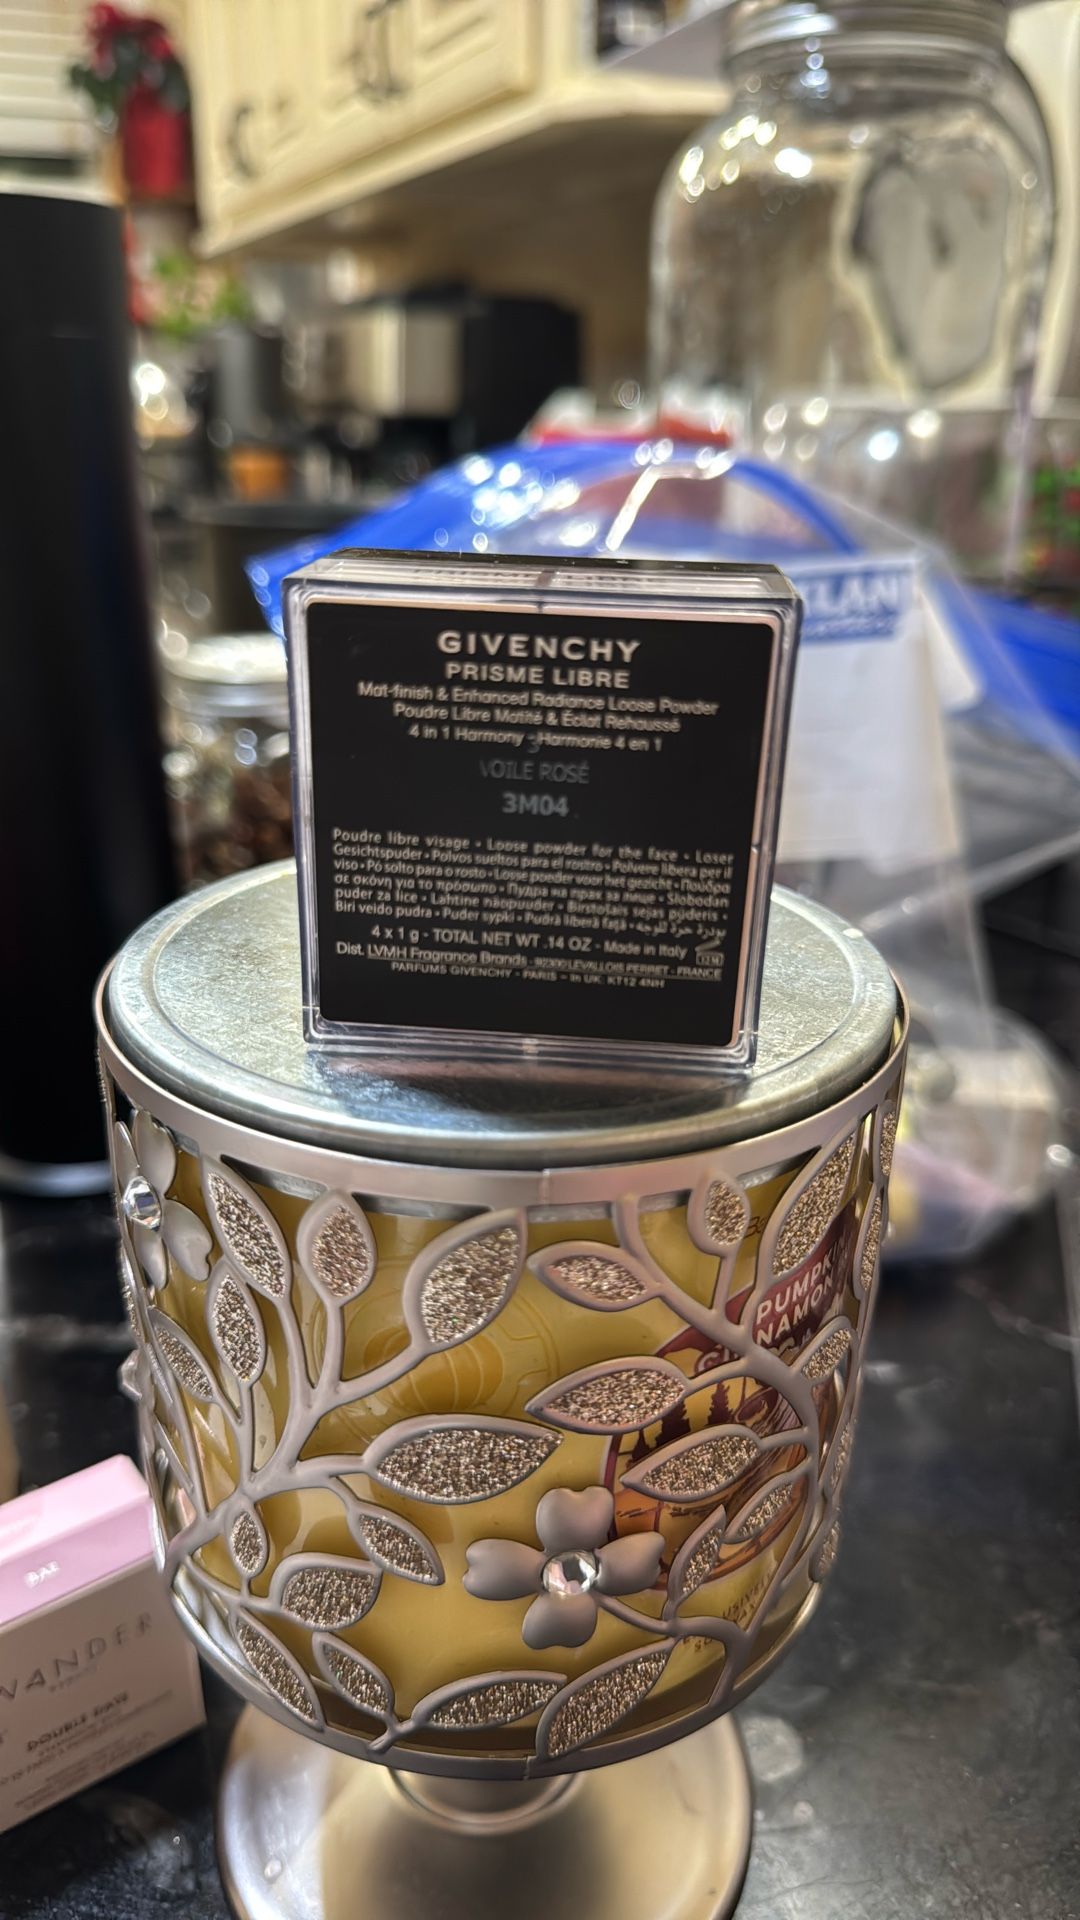 GIVENCHY
PRISME LIBRE
Mat-finish & Enhanced Radiance Loose Powder
Poudre Libre Matité & Éclat Rehaussé
4 in 1 Harmony - Harmonie 4 en 1
3
VOILE ROSÉ
3M04
Poudre libre visage - Loose powder for the face - Loser
Gesichtspuder - Polvos sueltos para el rostro - Polvere libera per il
viso - Pó solto para o rosto - Losse poeder voor het gezicht - Πούδρα
σε σκόνη για το πρόσωπο - Пудра на прах за лице - Slobodan
puder za lice - Lahtine näopuuder - Birstošais sejas pūderis -
Biri veido pudra - Puder sypki - Pudră liberă față - بودرة حرة للوجه
4 x 1 g - TOTAL NET WT .14 OZ - Made in Italy
12M
Dist. LVMH Fragrance Brands - 92300 LEVALLOIS PERRET - FRANCE
PARFUMS GIVENCHY - PARIS - In UK. KT12 4NH
LAN
PUMPKIN
NAMON
BAE
WANDER
DOUBLE DATE